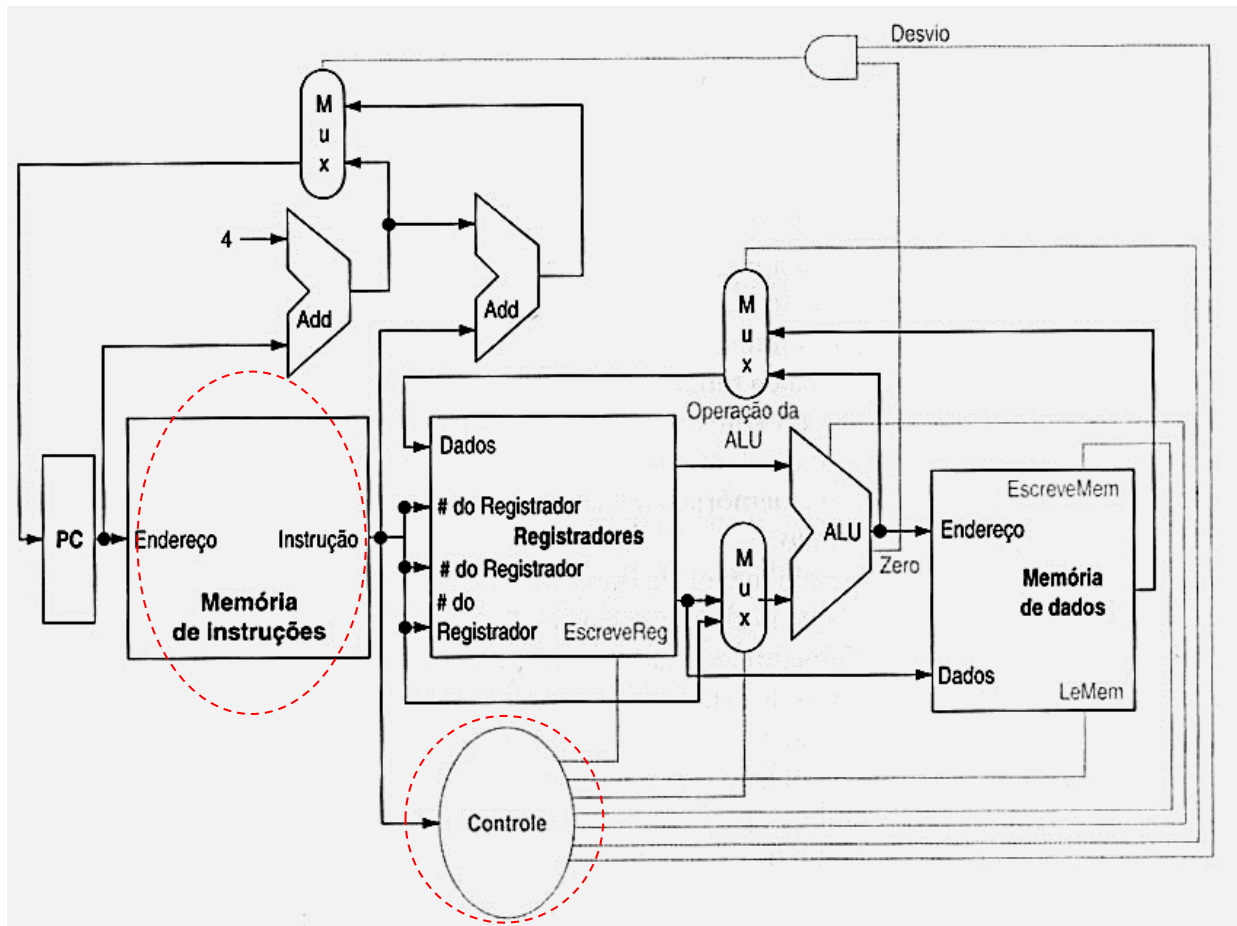 Desvio
M
u
x
4
Add
Add
M
u
x
Operação da
ALU
PC
Endereço
Instrução
Memória
de Instruções
Dados
# do Registrador
Registradores
# do Registrador
# do
Registrador
EscreveReg
M
u
x
ALU
Zero
EscreveMem
Endereço
Memória
de dados
Dados
LeMem
Controle